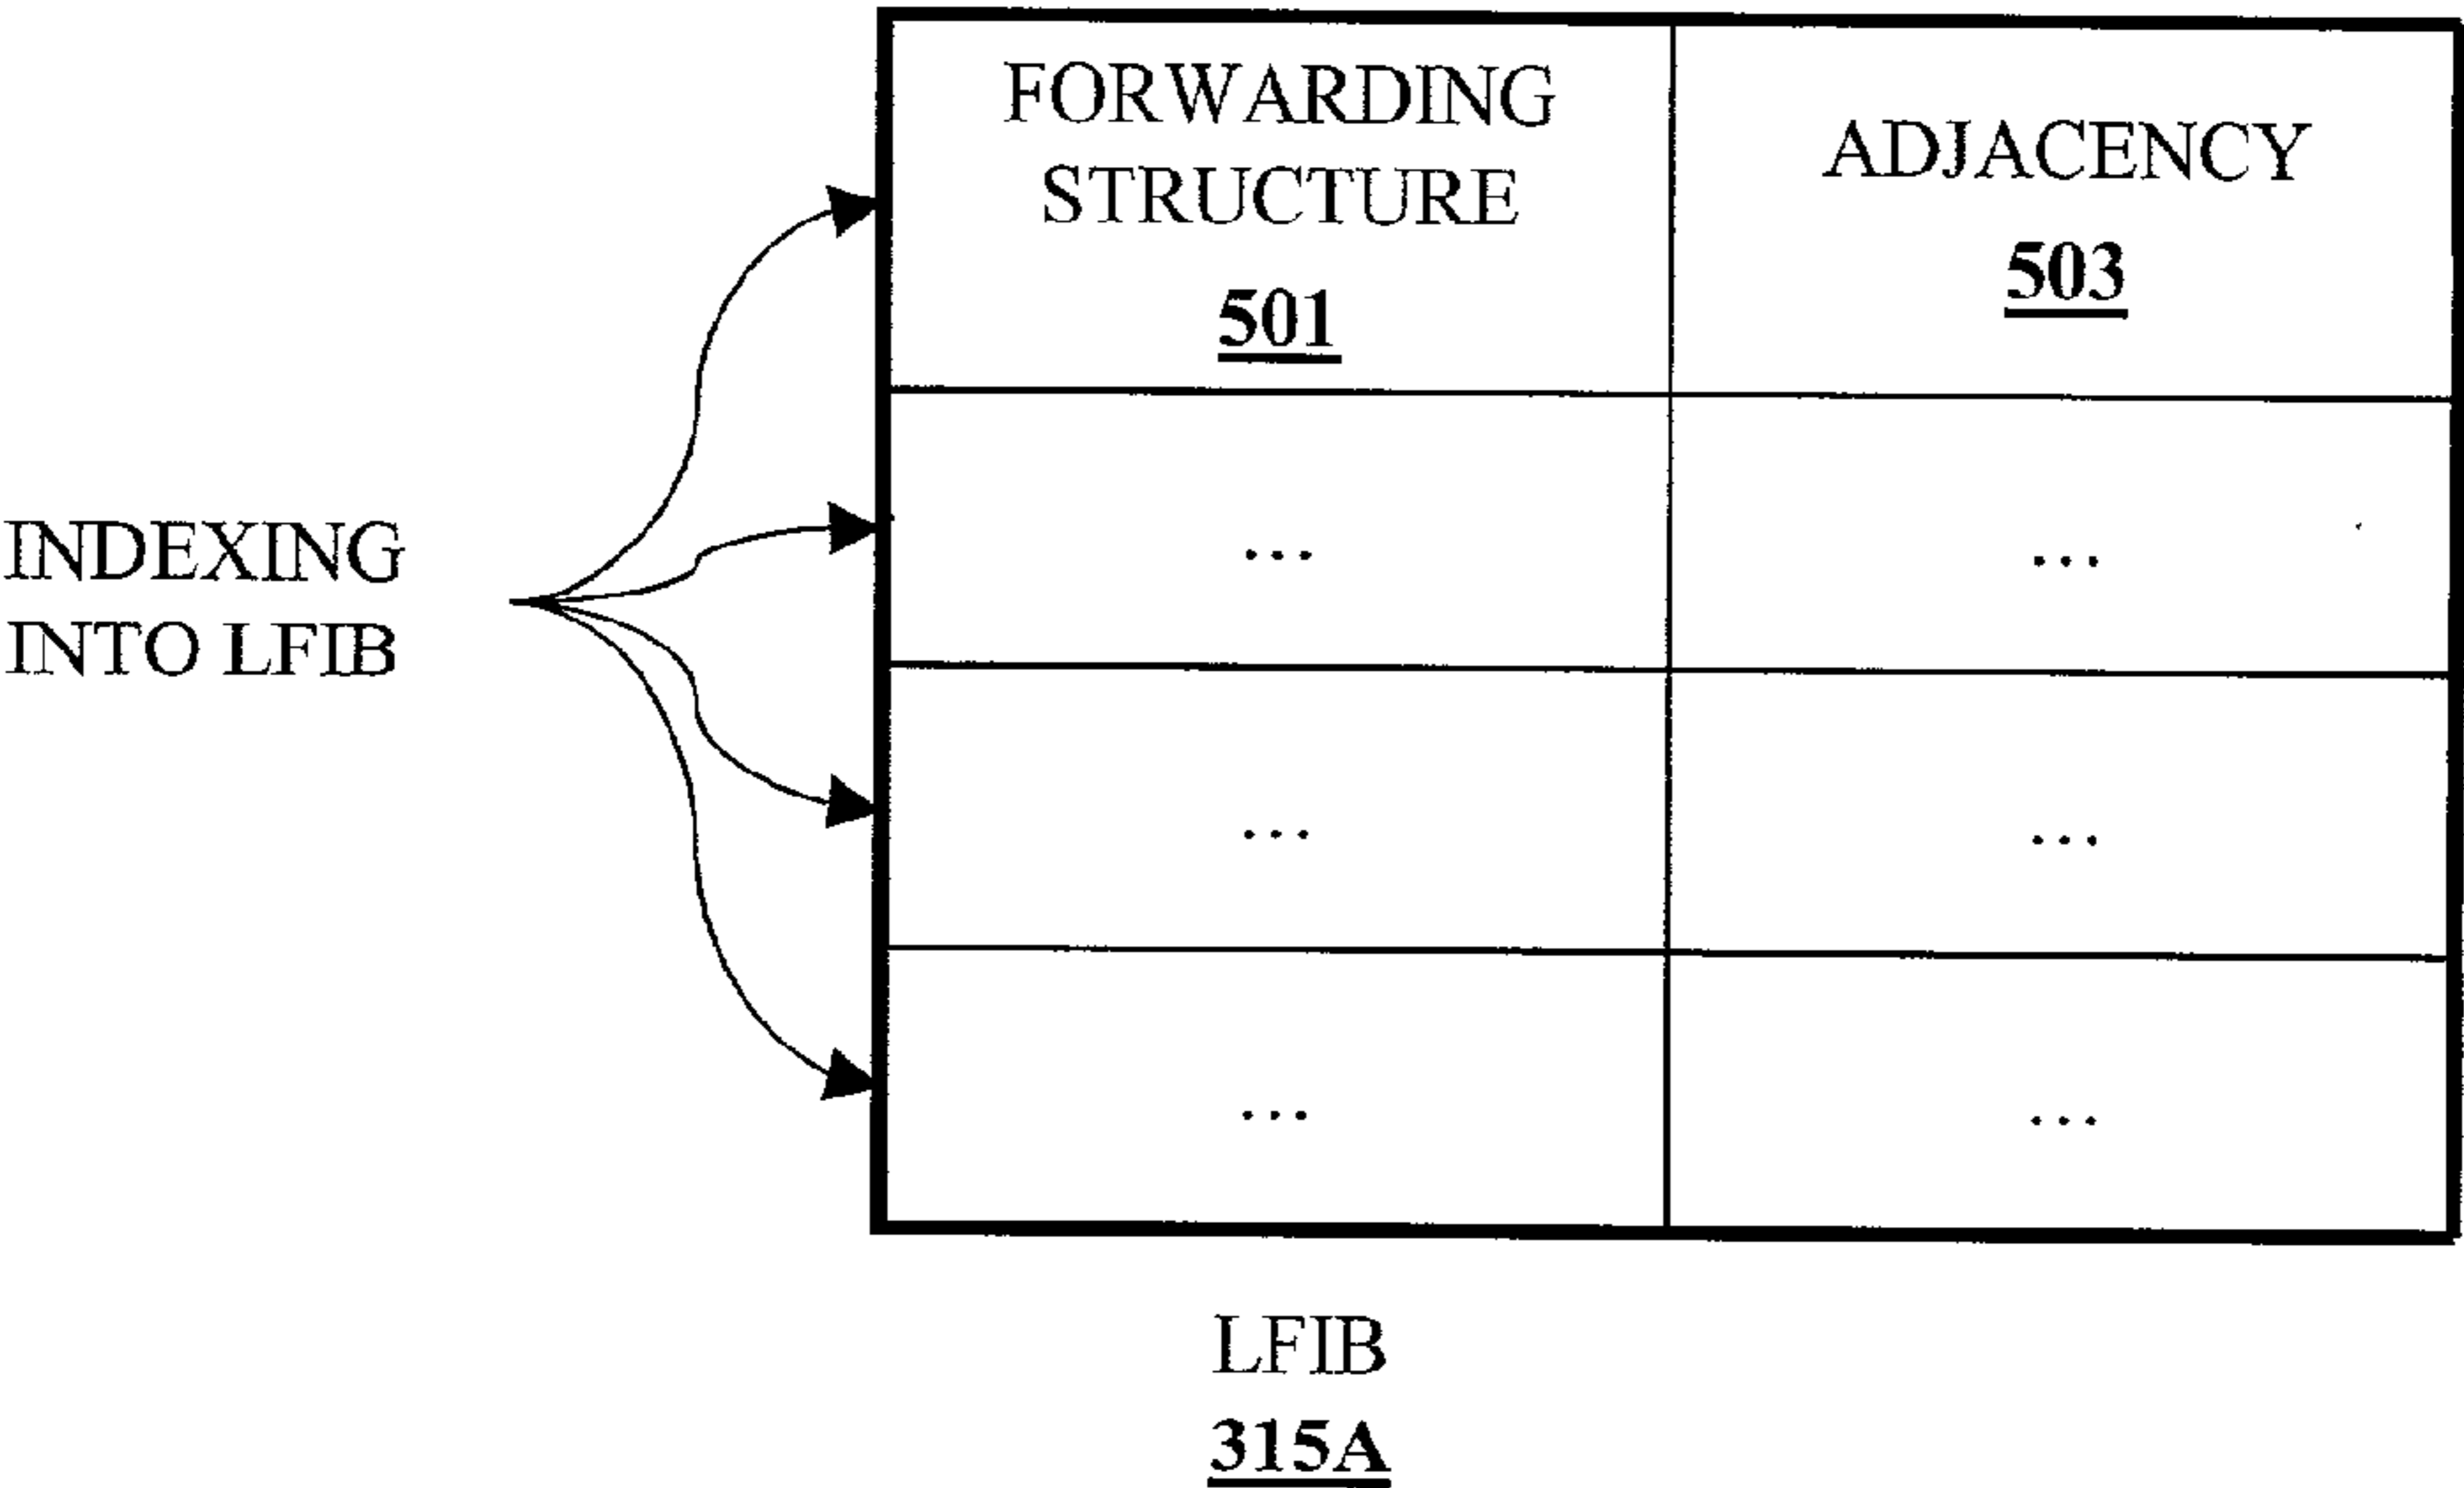 FORWARDING
STRUCTURE
501
ADJACENCY
503
INDEXING
INTO LFIB
...
...
...
...
...
...
LFIB
315A